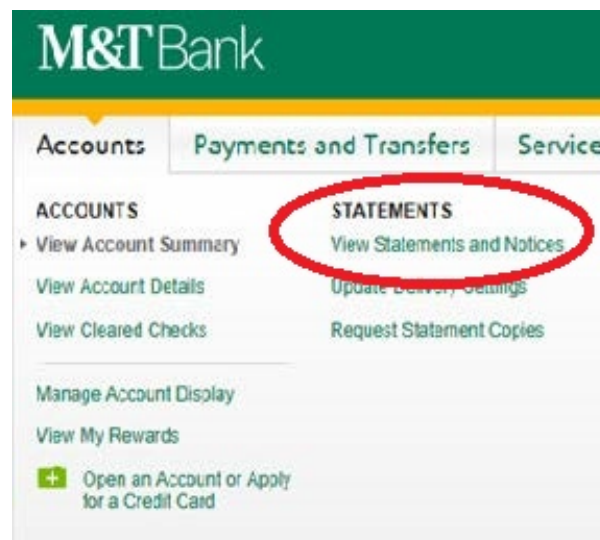 M&T Bank
Accounts Payments and Transfers Service
ACCOUNTS
View Account Summary
View Account Details
View Cleared Checks
Manage Account Display
View My Rewards
Open an Account or Apply
for a Credit Card
STATEMENTS
View Statements and Notices
Update Delivery Settings
Request Statement Copies